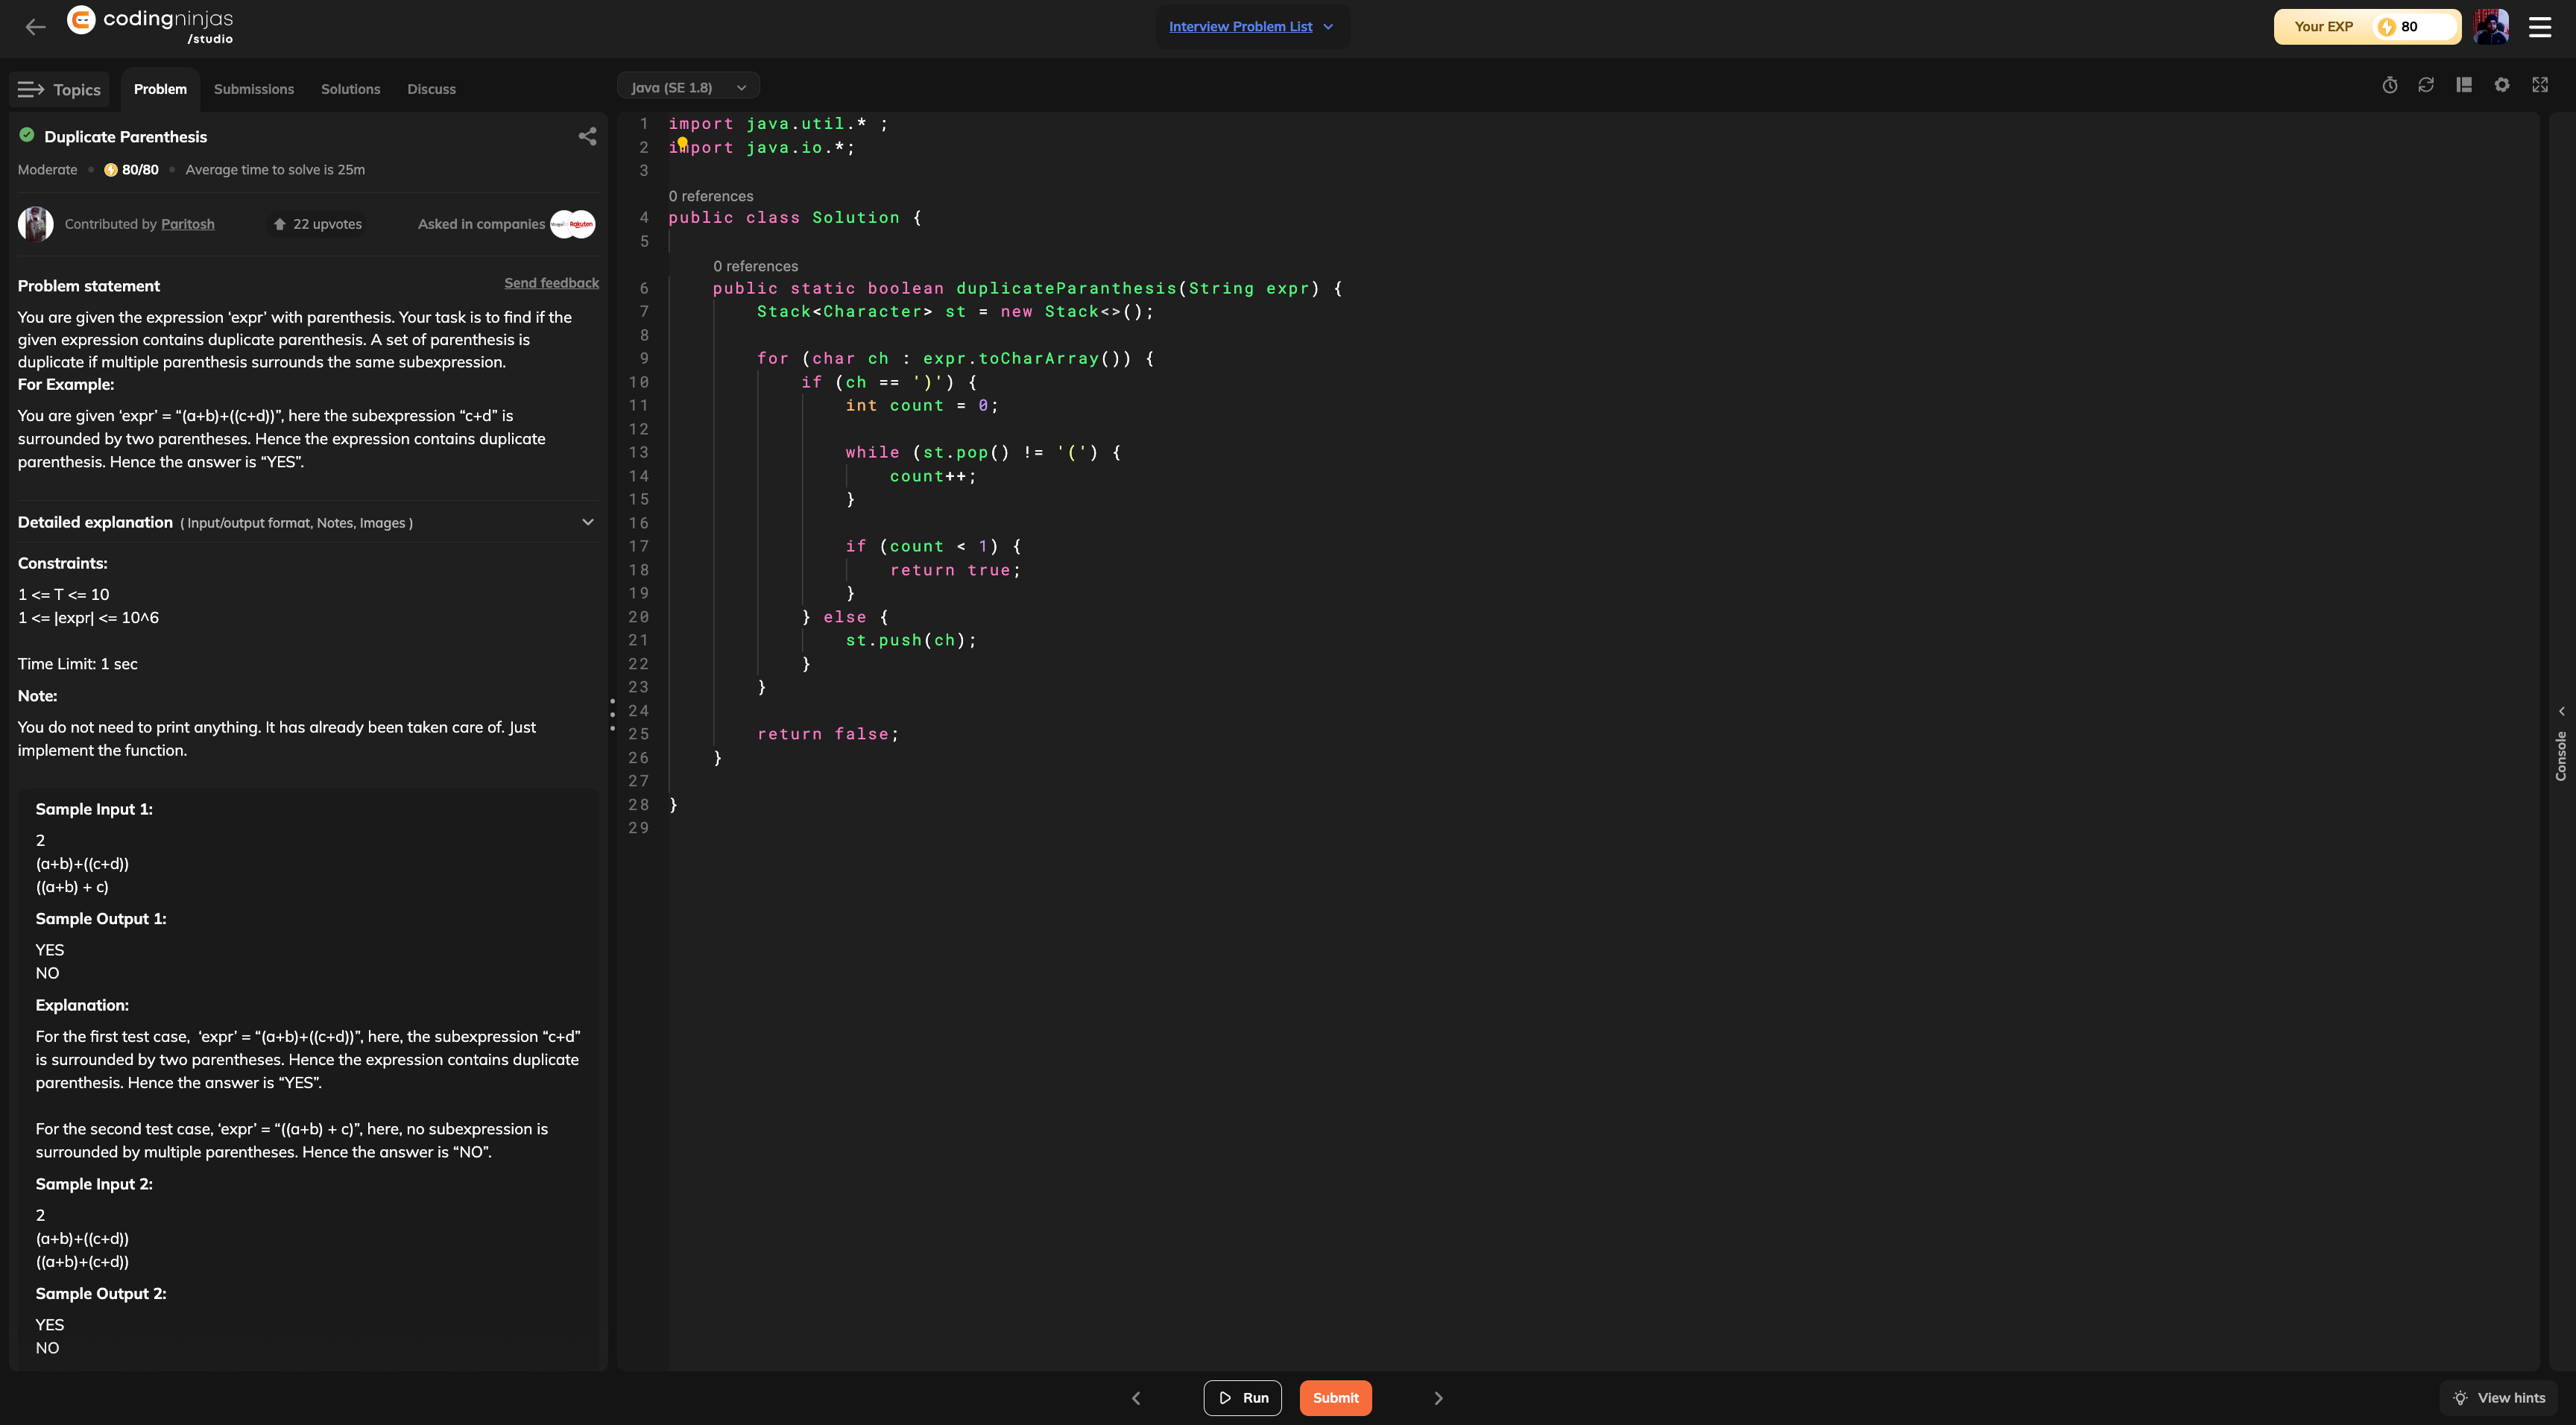 codingninjas
/studio
Interview Problem List
Your EXP 80
Topics Problem Submissions Solutions Discuss
Java (SE 1.8)
Duplicate Parenthesis
Moderate 80/80 Average time to solve is 25m
Contributed by Paritosh 22 upvotes Asked in companies Rakuten
Problem statement Send feedback
You are given the expression ‘expr’ with parenthesis. Your task is to find if the
given expression contains duplicate parenthesis. A set of parenthesis is
duplicate if multiple parenthesis surrounds the same subexpression.
For Example:
You are given ‘expr’ = “(a+b)+((c+d))”, here the subexpression “c+d” is
surrounded by two parentheses. Hence the expression contains duplicate
parenthesis. Hence the answer is “YES”.
Detailed explanation ( Input/output format, Notes, Images )
Constraints:
1 <= T <= 10
1 <= |expr| <= 10^6
Time Limit: 1 sec
Note:
You do not need to print anything. It has already been taken care of. Just
implement the function.
Sample Input 1:
2
(a+b)+((c+d))
((a+b) + c)
Sample Output 1:
YES
NO
Explanation:
For the first test case,  ‘expr’ = “(a+b)+((c+d))”, here, the subexpression “c+d”
is surrounded by two parentheses. Hence the expression contains duplicate
parenthesis. Hence the answer is “YES”.
For the second test case, ‘expr’ = “((a+b) + c)”, here, no subexpression is
surrounded by multiple parentheses. Hence the answer is “NO”.
Sample Input 2:
2
(a+b)+((c+d))
((a+b)+(c+d))
Sample Output 2:
YES
NO
1 import java.util.* ;
2 import java.io.*;
3
0 references
4 public class Solution {
5
0 references
6 public static boolean duplicateParanthesis(String expr) {
7 Stack<Character> st = new Stack<>();
8
9 for (char ch : expr.toCharArray()) {
10 if (ch == ')') {
11 int count = 0;
12
13 while (st.pop() != '(') {
14 count++;
15 }
16
17 if (count < 1) {
18 return true;
19 }
20 } else {
21 st.push(ch);
22 }
23 }
24
25 return false;
26 }
27
28 }
29
Console
Run Submit
View hints